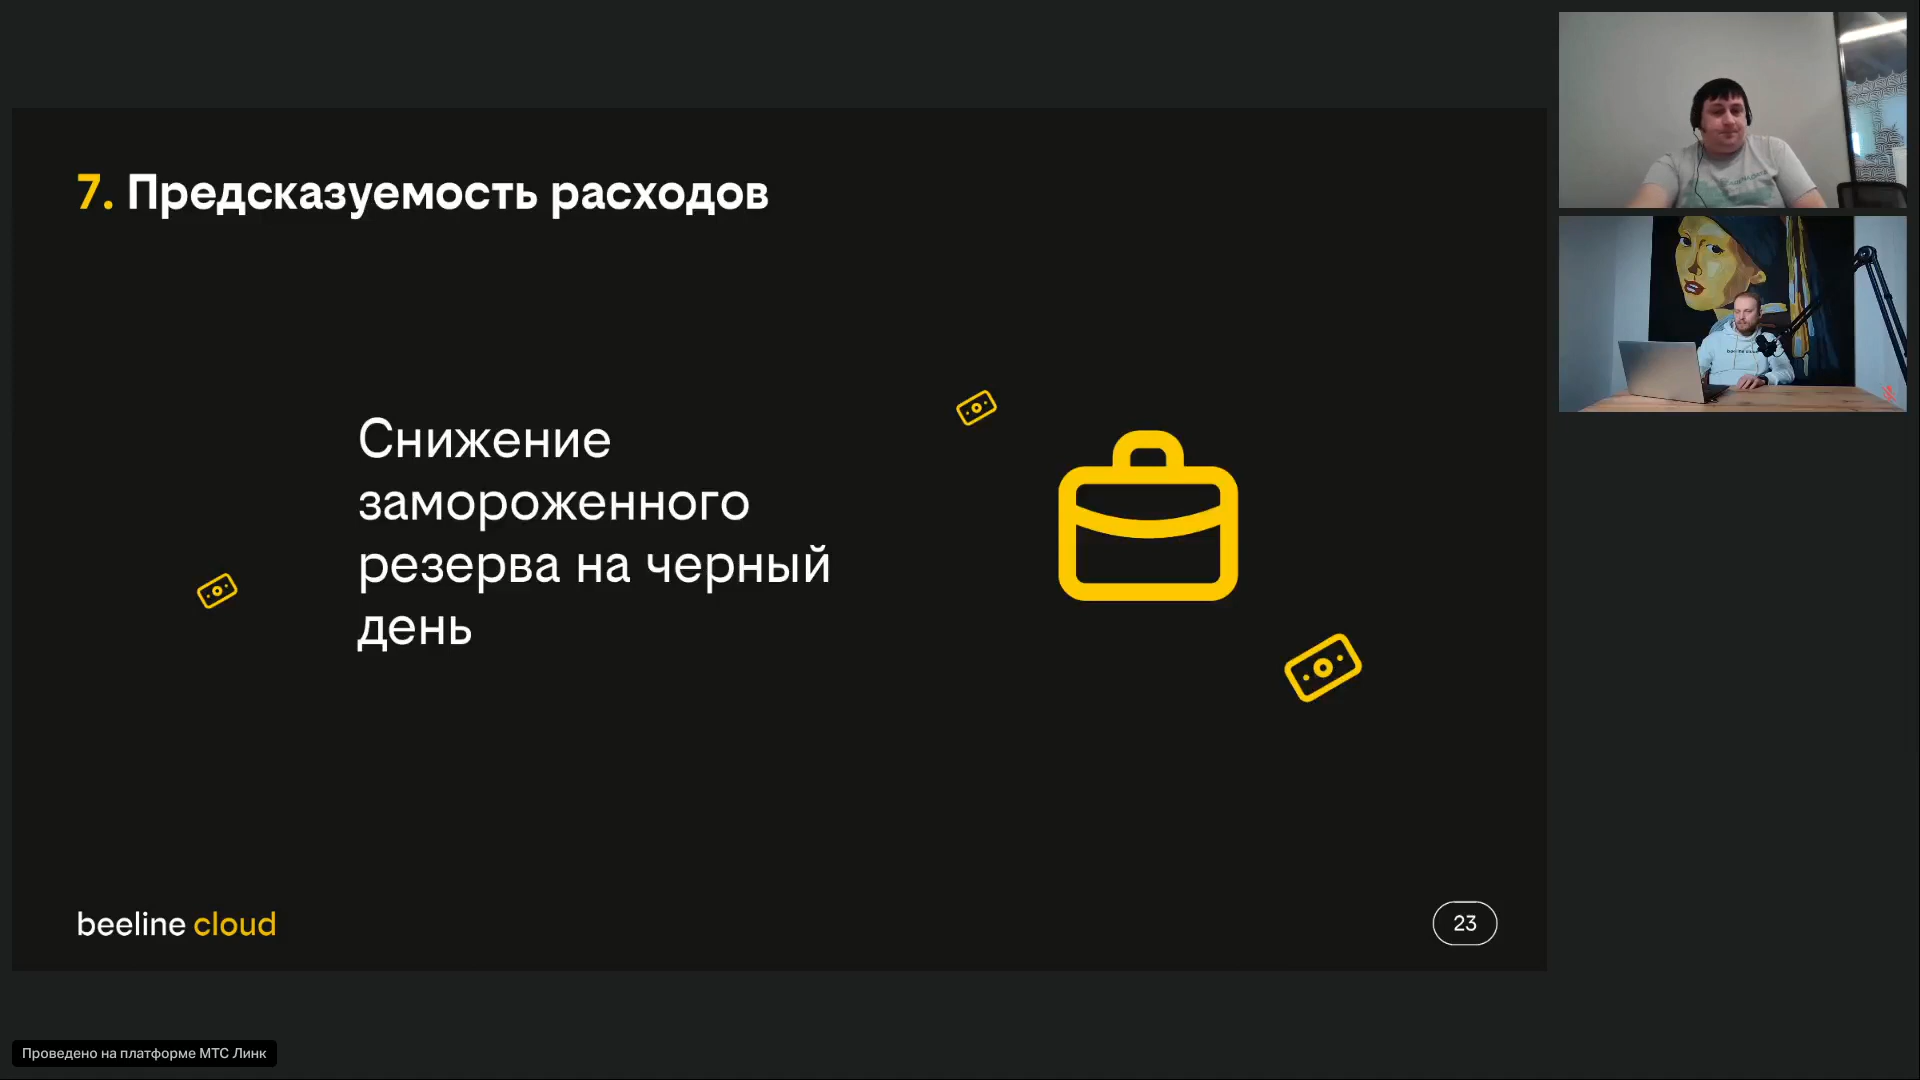 7. Предсказуемость расходов
Снижение
замороженного
резерва на черный
день
beeline cloud
23
Проведено на платформе МТС Линк